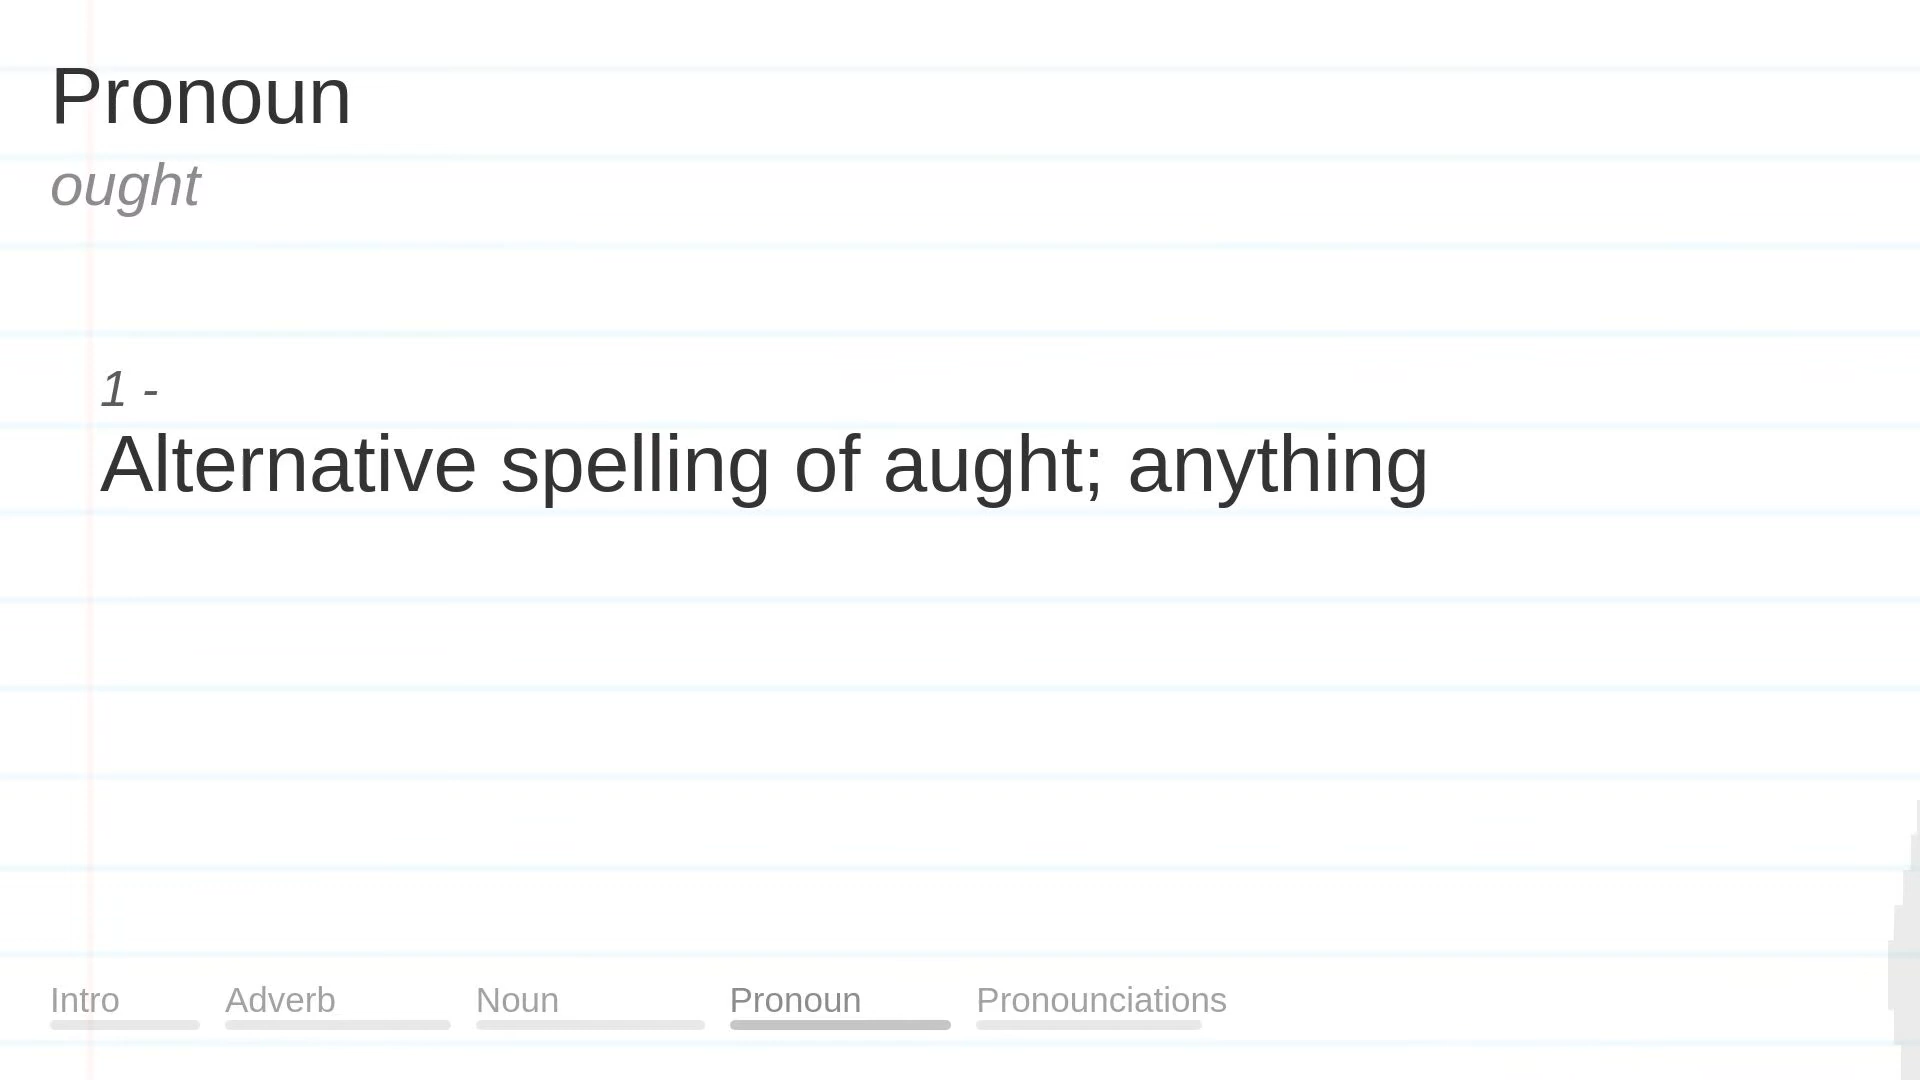 Pronoun
ought
1 -
Alternative spelling of aught; anything
Intro Adverb Noun Pronoun Pronounciations